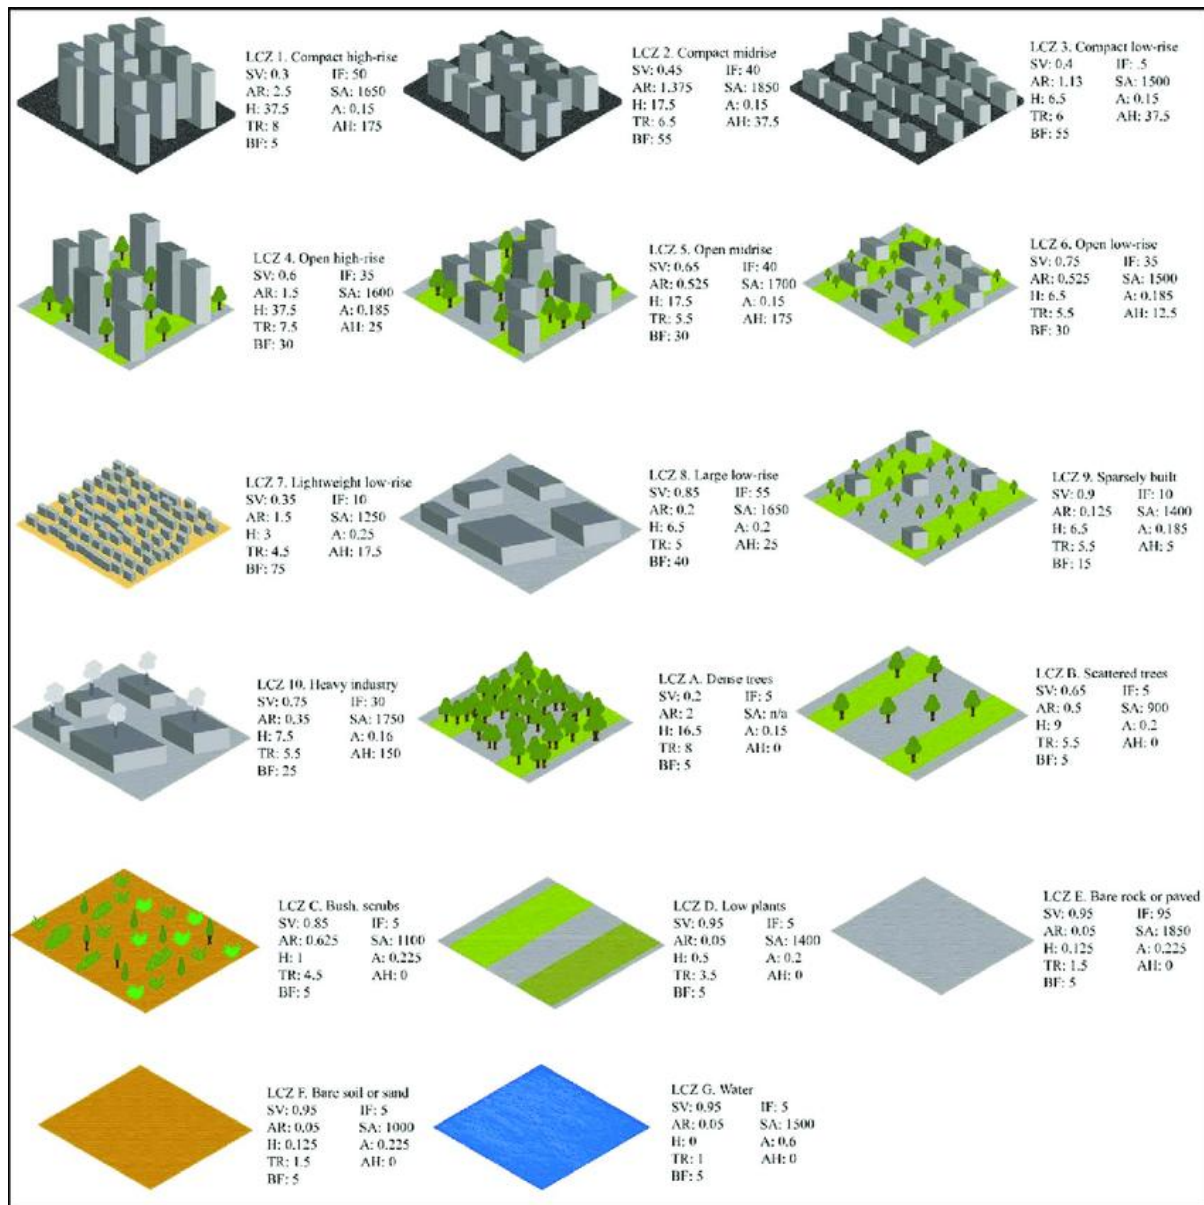 LCZ 1. Compact high-rise
SV: 0.3 IF: 50
AR: 2.5 SA: 1650
H: 37.5 A: 0.15
TR: 8 AH: 175
BF: 5
LCZ 2. Compact midrise
SV: 0.45 IF: 40
AR: 1.375 SA: 1850
H: 17.5 A: 0.15
TR: 6.5 AH: 37.5
BF: 55
LCZ 3. Compact low-rise
SV: 0.4 IF: .5
AR: 1.13 SA: 1500
H: 6.5 A: 0.15
TR: 6 AH: 37.5
BF: 55
LCZ 4. Open high-rise
SV: 0.6 IF: 35
AR: 1.5 SA: 1600
H: 37.5 A: 0.185
TR: 7.5 AH: 25
BF: 30
LCZ 5. Open midrise
SV: 0.65 IF: 40
AR: 0.525 SA: 1700
H: 17.5 A: 0.15
TR: 5.5 AH: 175
BF: 30
LCZ 6. Open low-rise
SV: 0.75 IF: 35
AR: 0.525 SA: 1500
H: 6.5 A: 0.185
TR: 5.5 AH: 12.5
BF: 30
LCZ 7. Lightweight low-rise
SV: 0.35 IF: 10
AR: 1.5 SA: 1250
H: 3 A: 0.25
TR: 4.5 AH: 17.5
BF: 75
LCZ 8. Large low-rise
SV: 0.85 IF: 55
AR: 0.2 SA: 1650
H: 6.5 A: 0.2
TR: 5 AH: 25
BF: 40
LCZ 9. Sparsely built
SV: 0.9 IF: 10
AR: 0.125 SA: 1400
H: 6.5 A: 0.185
TR: 5.5 AH: 5
BF: 15
LCZ 10. Heavy industry
SV: 0.75 IF: 30
AR: 0.35 SA: 1750
H: 7.5 A: 0.16
TR: 5.5 AH: 150
BF: 25
LCZ A. Dense trees
SV: 0.2 IF: 5
AR: 2 SA: n/a
H: 16.5 A: 0.15
TR: 8 AH: 0
BF: 5
LCZ B. Scattered trees
SV: 0.65 IF: 5
AR: 0.5 SA: 900
H: 9 A: 0.2
TR: 5.5 AH: 0
BF: 5
LCZ C. Bush. scrubs
SV: 0.85 IF: 5
AR: 0.625 SA: 1100
H: 1 A: 0.225
TR: 4.5 AH: 0
BF: 5
LCZ D. Low plants
SV: 0.95 IF: 5
AR: 0.05 SA: 1400
H: 0.5 A: 0.2
TR: 3.5 AH: 0
BF: 5
LCZ E. Bare rock or paved
SV: 0.95 IF: 95
AR: 0.05 SA: 1850
H: 0.125 A: 0.225
TR: 1.5 AH: 0
BF: 5
LCZ F. Bare soil or sand
SV: 0.95 IF: 5
AR: 0.05 SA: 1000
H: 0.125 A: 0.225
TR: 1.5 AH: 0
BF: 5
LCZ G. Water
SV: 0.95 IF: 5
AR: 0.05 SA: 1500
H: 0 A: 0.6
TR: 1 AH: 0
BF: 5